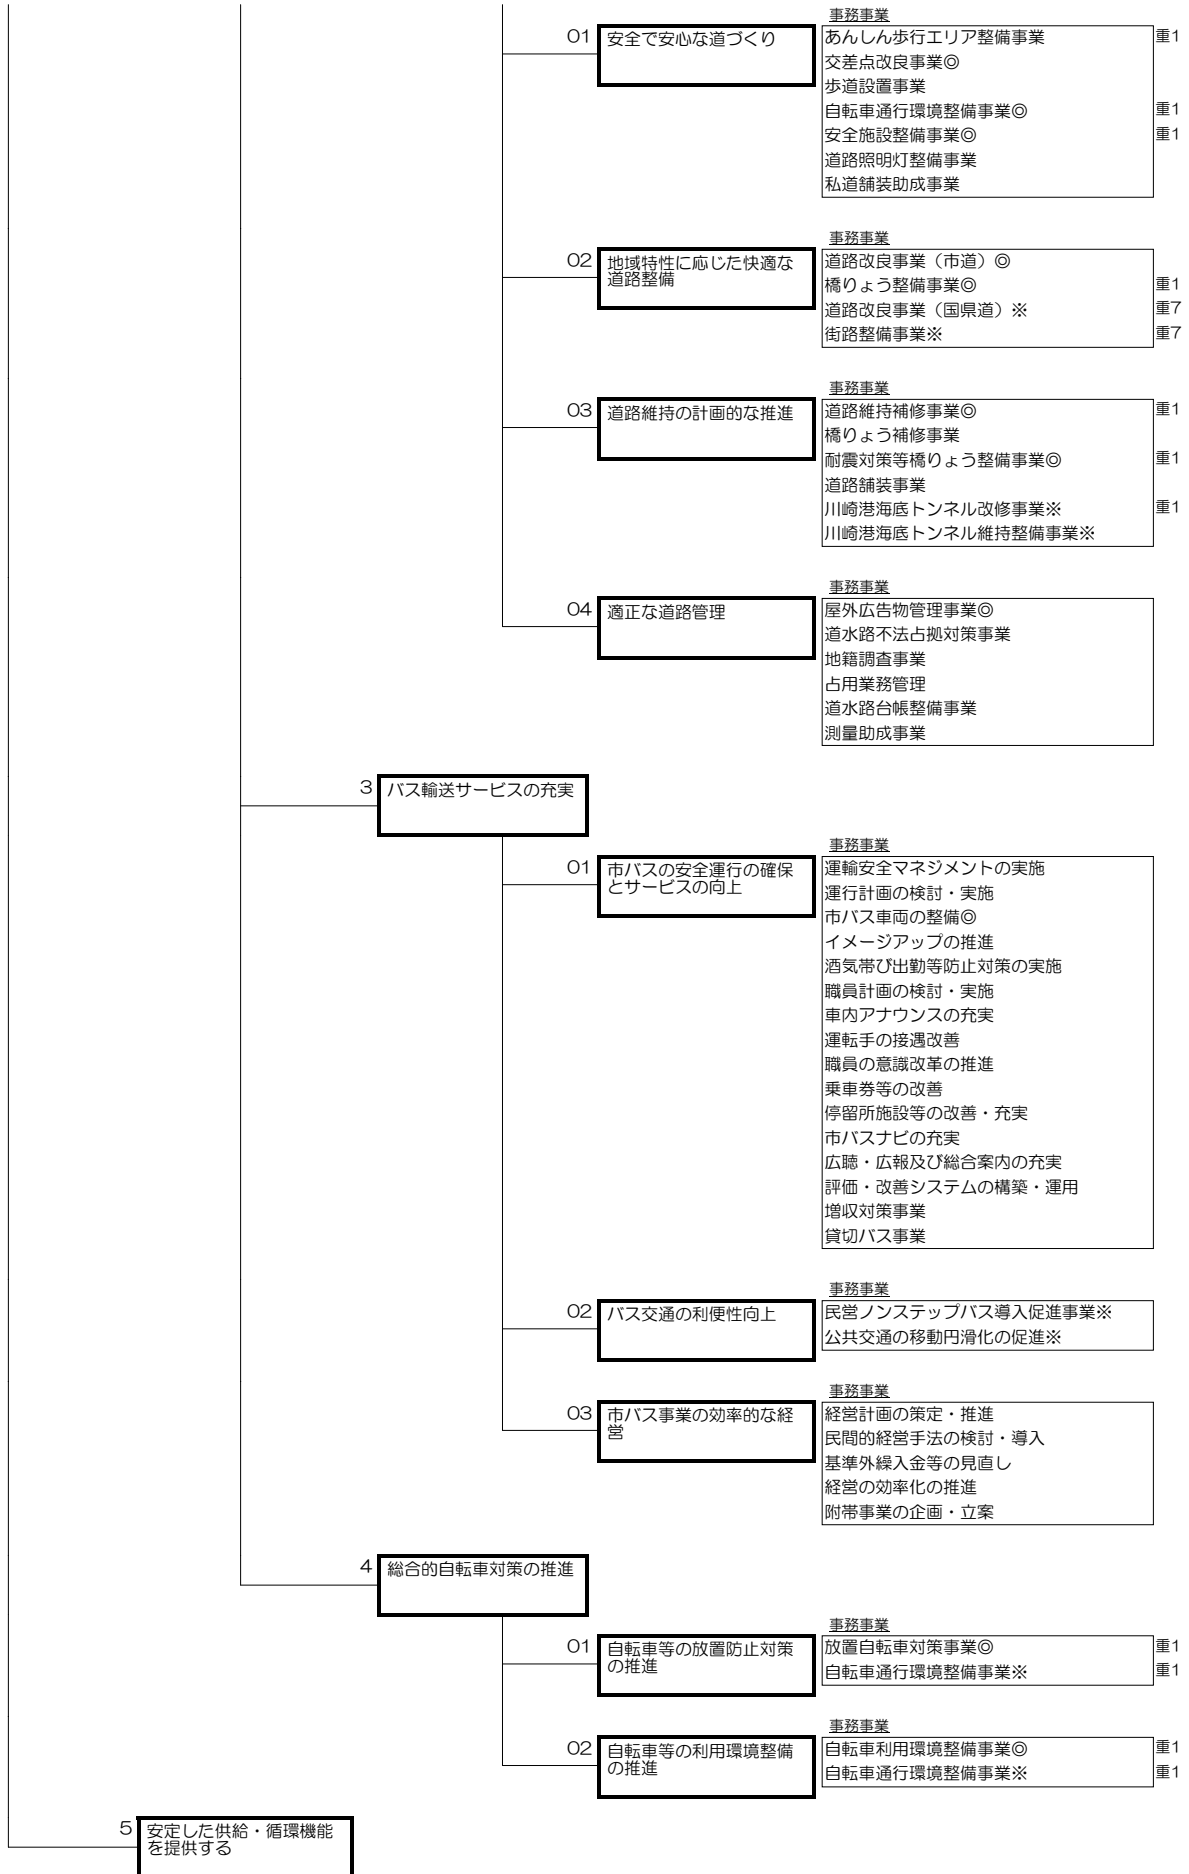 事務事業
01 安全で安心な道づくり
あんしん歩行エリア整備事業 重1
交差点改良事業◎
歩道設置事業
自転車通行環境整備事業◎ 重1
安全施設整備事業◎ 重1
道路照明灯整備事業
私道舗装助成事業
事務事業
02 地域特性に応じた快適な
道路整備
道路改良事業（市道）◎
橋りょう整備事業◎ 重1
道路改良事業（国県道）※ 重7
街路整備事業※ 重7
事務事業
03 道路維持の計画的な推進
道路維持補修事業◎ 重1
橋りょう補修事業
耐震対策等橋りょう整備事業◎ 重1
道路舗装事業
川崎港海底トンネル改修事業※ 重1
川崎港海底トンネル維持整備事業※
事務事業
04 適正な道路管理
屋外広告物管理事業◎
道水路不法占拠対策事業
地籍調査事業
占用業務管理
道水路台帳整備事業
測量助成事業
3 バス輸送サービスの充実
事務事業
01 市バスの安全運行の確保
とサービスの向上
運輸安全マネジメントの実施
運行計画の検討・実施
市バス車両の整備◎
イメージアップの推進
酒気帯び出勤等防止対策の実施
職員計画の検討・実施
車内アナウンスの充実
運転手の接遇改善
職員の意識改革の推進
乗車券等の改善
停留所施設等の改善・充実
市バスナビの充実
広聴・広報及び総合案内の充実
評価・改善システムの構築・運用
増収対策事業
貸切バス事業
事務事業
02 バス交通の利便性向上
民営ノンステップバス導入促進事業※
公共交通の移動円滑化の促進※
事務事業
03 市バス事業の効率的な経
営
経営計画の策定・推進
民間的経営手法の検討・導入
基準外繰入金等の見直し
経営の効率化の推進
附帯事業の企画・立案
4 総合的自転車対策の推進
事務事業
01 自転車等の放置防止対策
の推進
放置自転車対策事業◎ 重1
自転車通行環境整備事業※ 重1
事務事業
02 自転車等の利用環境整備
の推進
自転車利用環境整備事業◎ 重1
自転車通行環境整備事業※ 重1
5 安定した供給・循環機能
を提供する